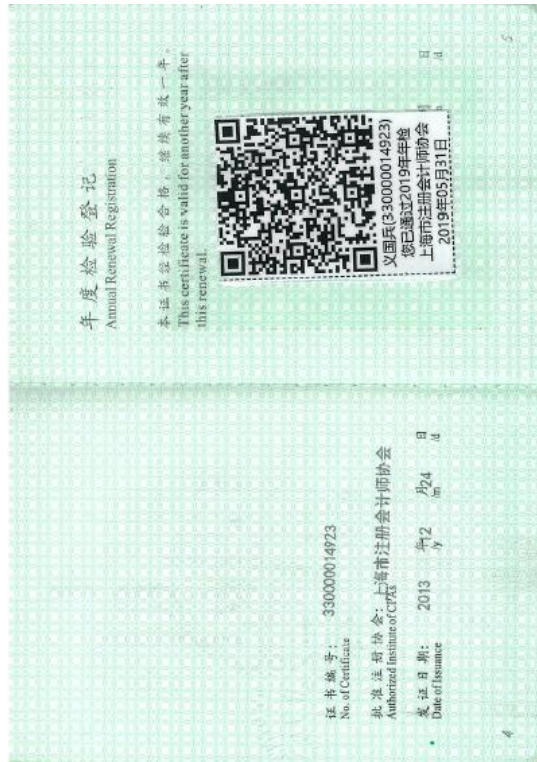 证书编号： 330000014923
No. of Certificate
批准注册协会：上海市注册会计师协会
Authorized Institute of CPAs
发证日期： 2013 年12 月24 日
Date of Issuance /y /m /d
4
年度检验登记
Annual Renewal Registration
本证书经检验合格，继续有效一年。
This certificate is valid for another year after
this renewal.
义国兵(330000014923)
您已通过2019年年检
上海市注册会计师协会
2019年05月31日
日
/d
5